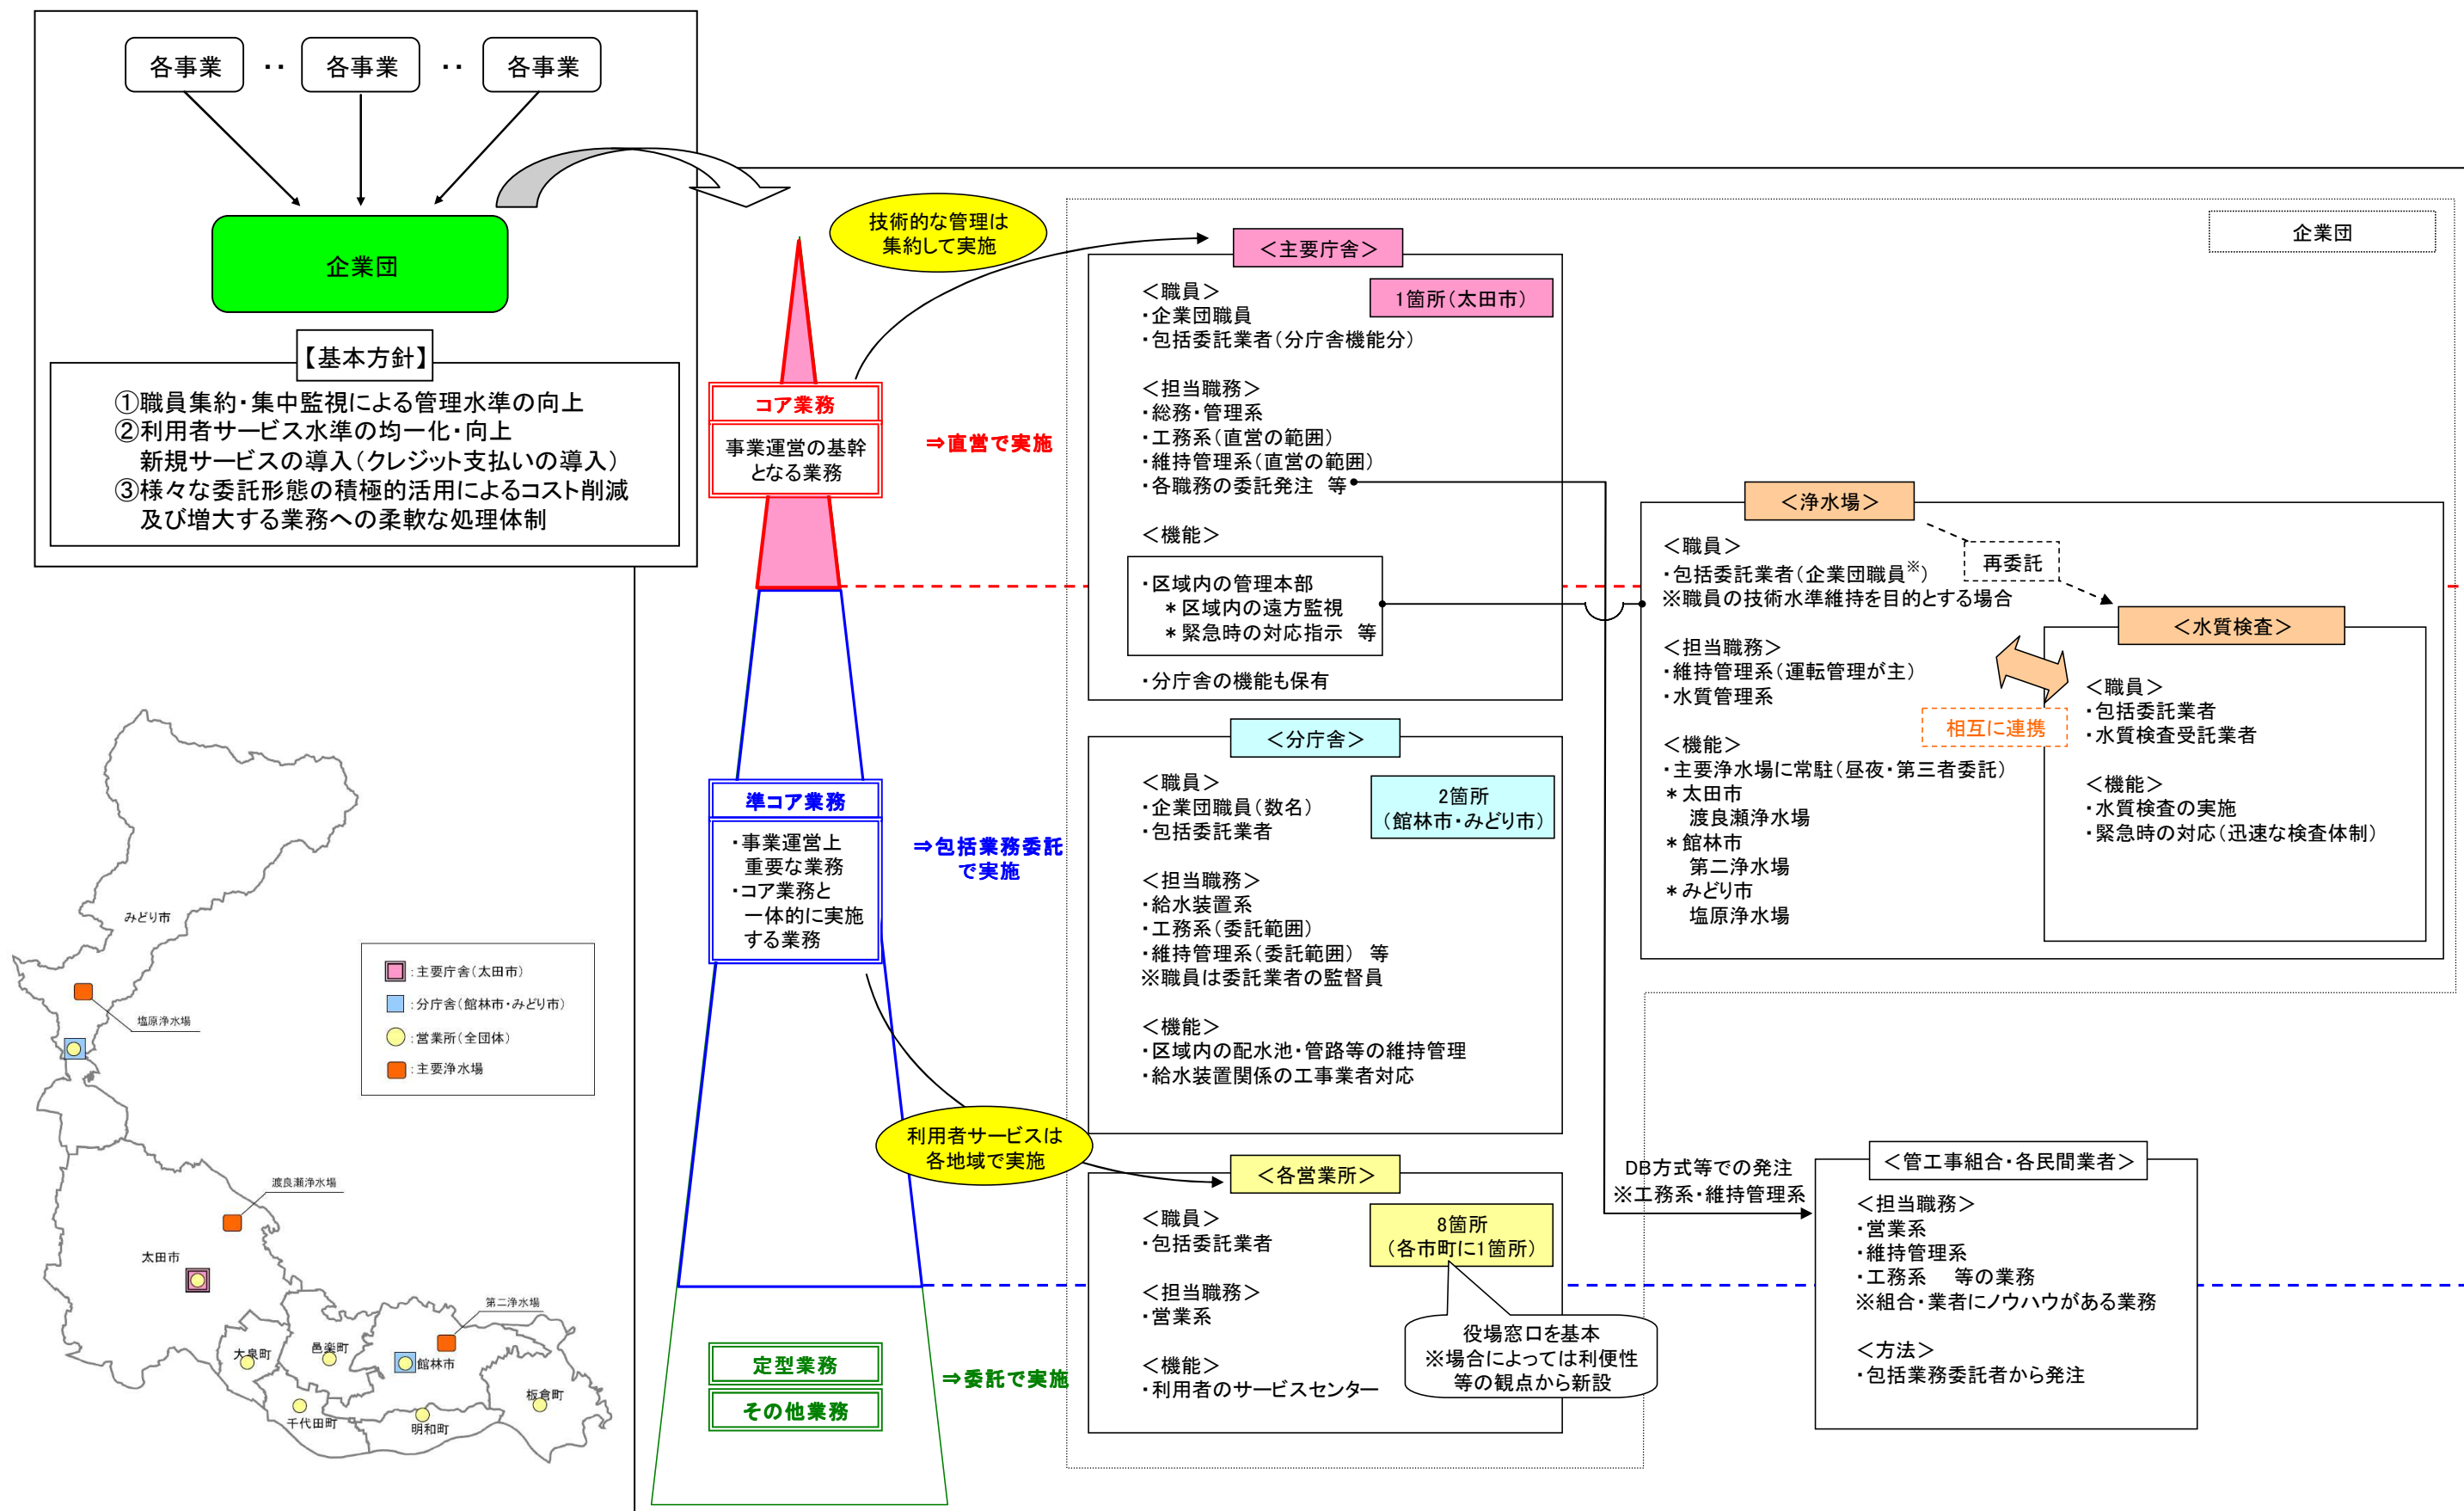 各事業 ・・ 各事業 ・・ 各事業
企業団
【基本方針】
①職員集約・集中監視による管理水準の向上
②利用者サービス水準の均一化・向上
新規サービスの導入（クレジット支払いの導入）
③様々な委託形態の積極的活用によるコスト削減
及び増大する業務への柔軟な処理体制
技術的な管理は
集約して実施
コア業務
事業運営の基幹
となる業務
⇒直営で実施
準コア業務
・事業運営上
重要な業務
・コア業務と
一体的に実施
する業務
⇒包括業務委託
で実施
利用者サービスは
各地域で実施
定型業務
その他業務
⇒委託で実施
企業団
＜主要庁舎＞
1箇所（太田市）
＜職員＞
・企業団職員
・包括委託業者（分庁舎機能分）
＜担当職務＞
・総務・管理系
・工務系（直営の範囲）
・維持管理系（直営の範囲）
・各職務の委託発注　等
＜機能＞
・区域内の管理本部
＊区域内の遠方監視
＊緊急時の対応指示　等
・分庁舎の機能も保有
＜分庁舎＞
2箇所
（館林市・みどり市）
＜職員＞
・企業団職員（数名）
・包括委託業者
＜担当職務＞
・給水装置系
・工務系（委託範囲）
・維持管理系（委託範囲）　等
※職員は委託業者の監督員
＜機能＞
・区域内の配水池・管路等の維持管理
・給水装置関係の工事業者対応
＜各営業所＞
8箇所
（各市町に1箇所）
＜職員＞
・包括委託業者
＜担当職務＞
・営業系
＜機能＞
・利用者のサービスセンター
役場窓口を基本
※場合によっては利便性
等の観点から新設
＜浄水場＞
＜職員＞
・包括委託業者（企業団職員※）
※職員の技術水準維持を目的とする場合
＜担当職務＞
・維持管理系（運転管理が主）
・水質管理系
＜機能＞
・主要浄水場に常駐（昼夜・第三者委託）
＊太田市
渡良瀬浄水場
＊館林市
第二浄水場
＊みどり市
塩原浄水場
再委託
相互に連携
＜水質検査＞
＜職員＞
・包括委託業者
・水質検査受託業者
＜機能＞
・水質検査の実施
・緊急時の対応（迅速な検査体制）
DB方式等での発注
※工務系・維持管理系
＜管工事組合・各民間業者＞
＜担当職務＞
・営業系
・維持管理系
・工務系　等の業務
※組合・業者にノウハウがある業務
＜方法＞
・包括業務委託者から発注
みどり市
塩原浄水場
渡良瀬浄水場
太田市
第二浄水場
大泉町
邑楽町
館林市
板倉町
千代田町
明和町
：主要庁舎（太田市）
：分庁舎（館林市・みどり市）
：営業所（全団体）
：主要浄水場